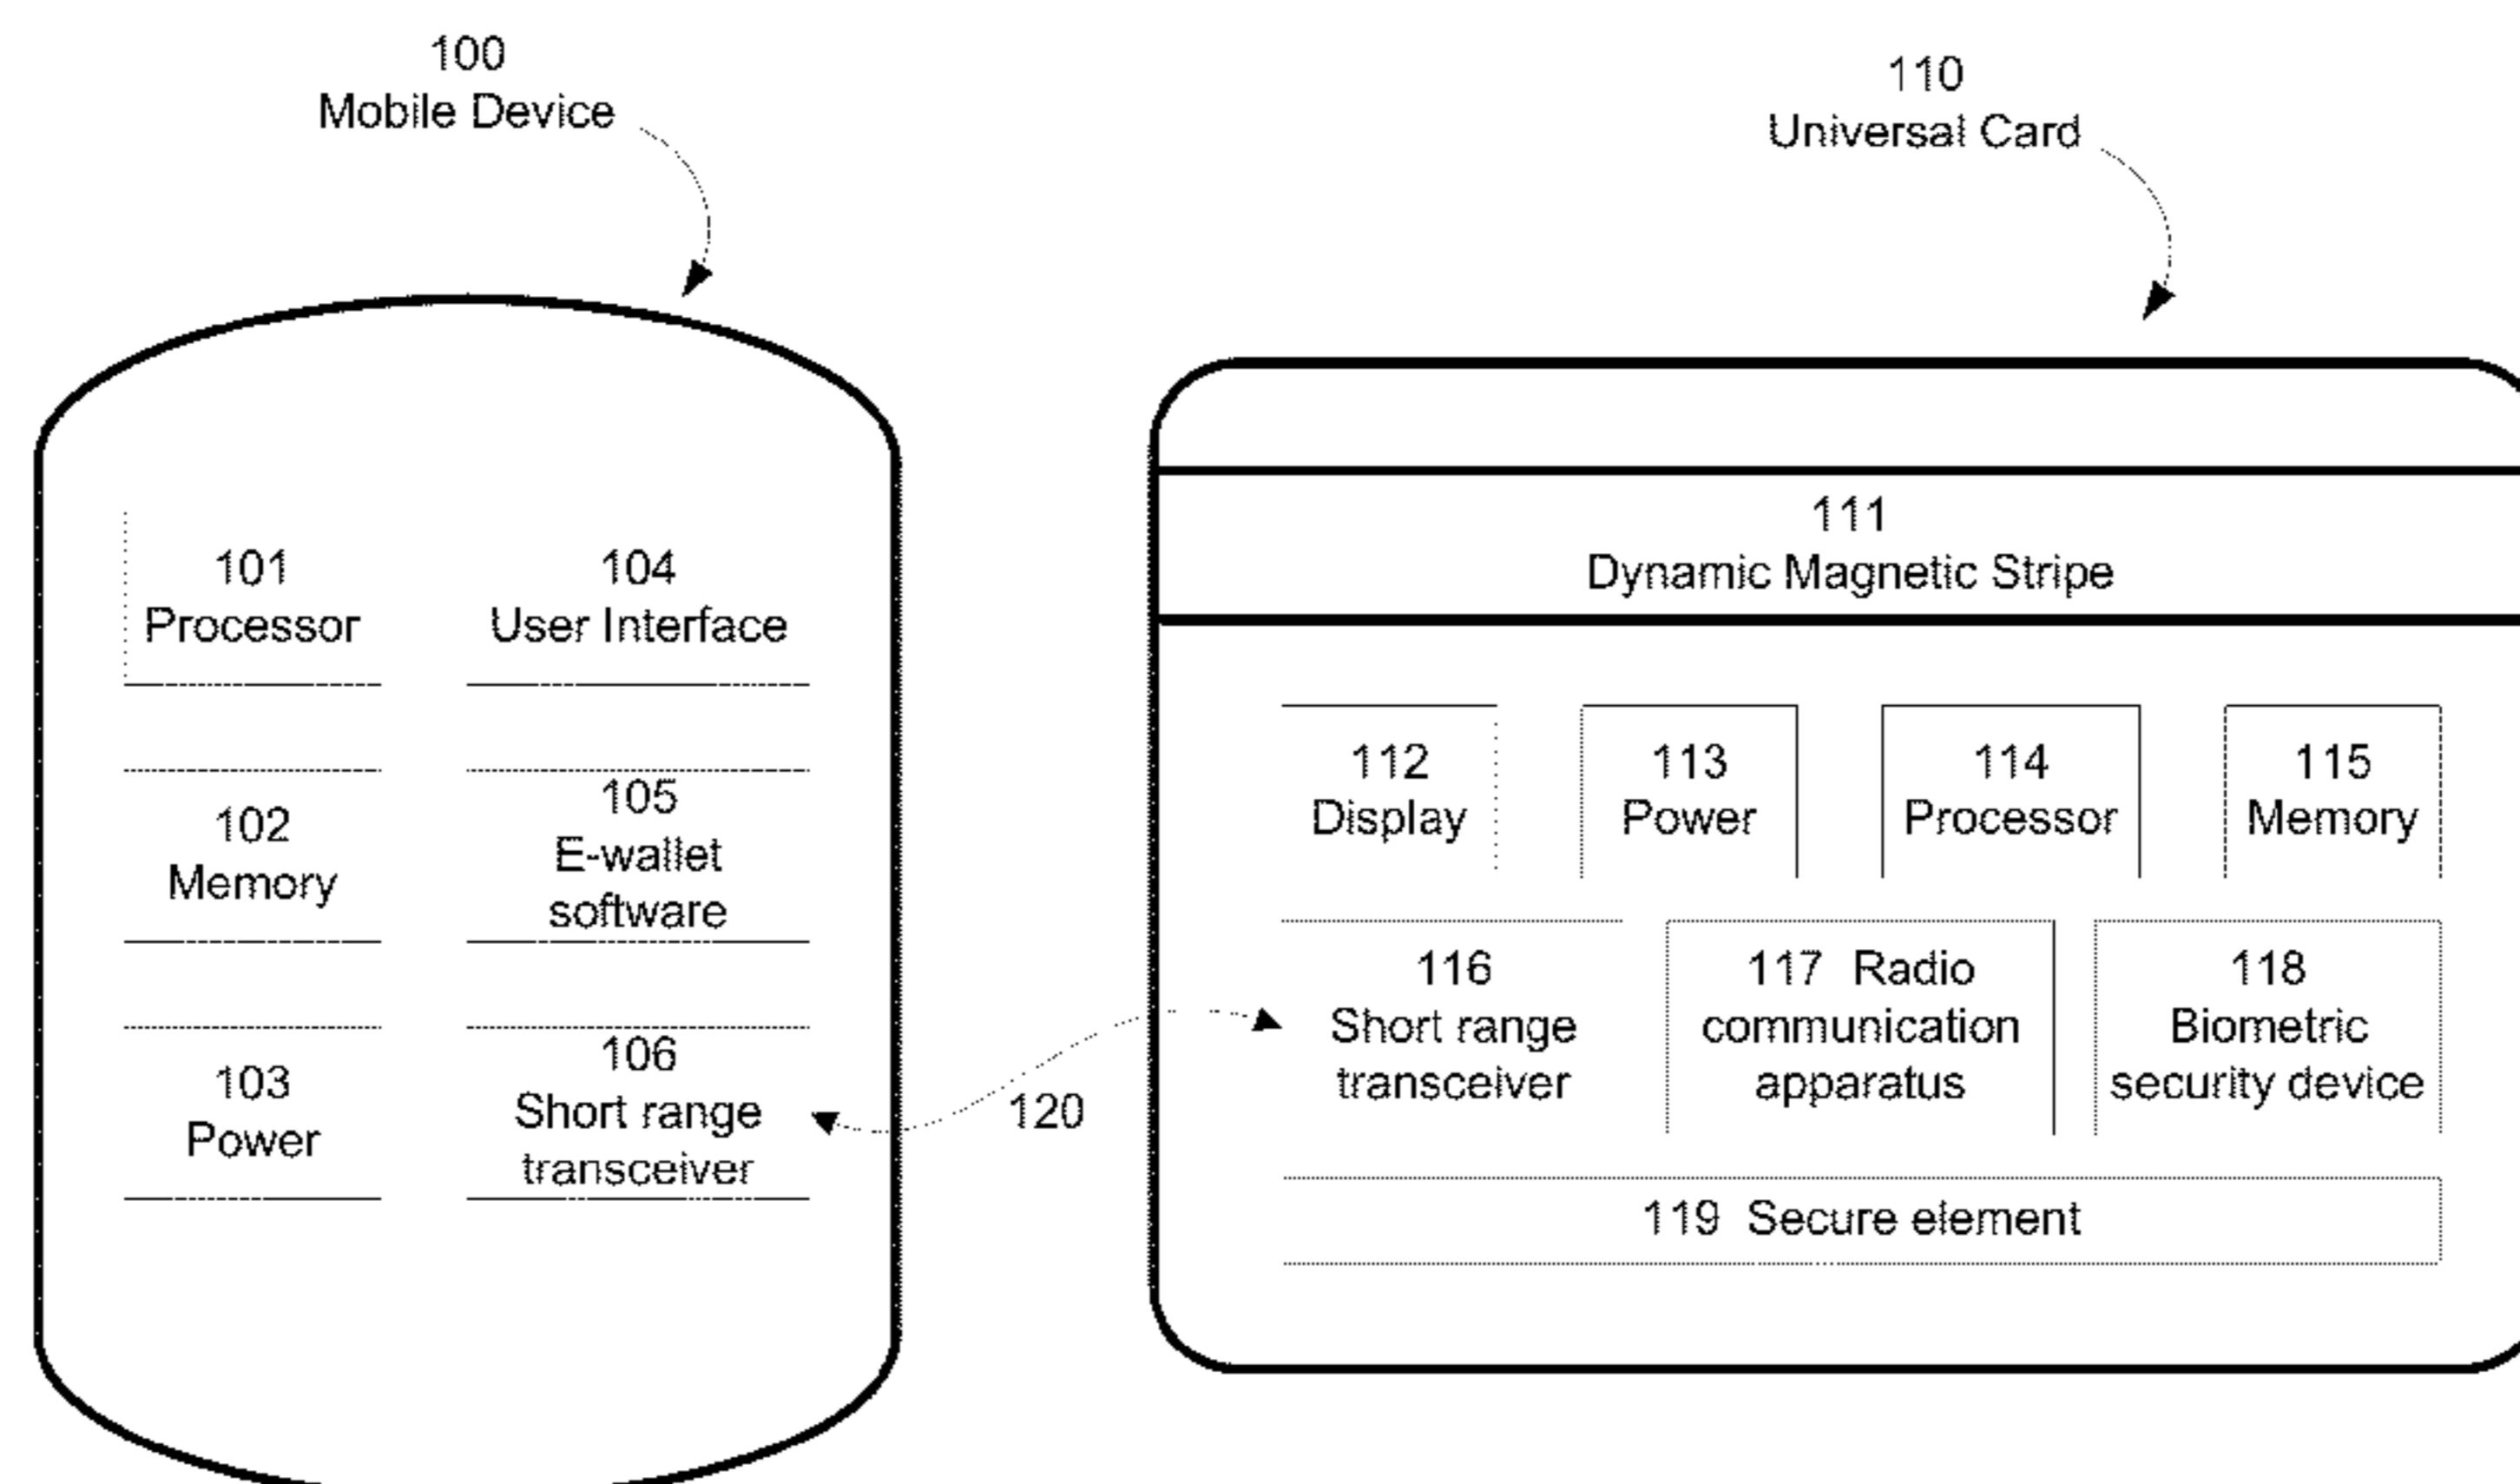 100
Mobile Device
110
Universal Card
101
Processor
104
User Interface
102
Memory
105
E-wallet
software
103
Power
106
Short range
transceiver
120
111
Dynamic Magnetic Stripe
112
Display
113
Power
114
Processor
115
Memory
116
Short range
transceiver
117 Radio
communication
apparatus
118
Biometric
security device
119 Secure element